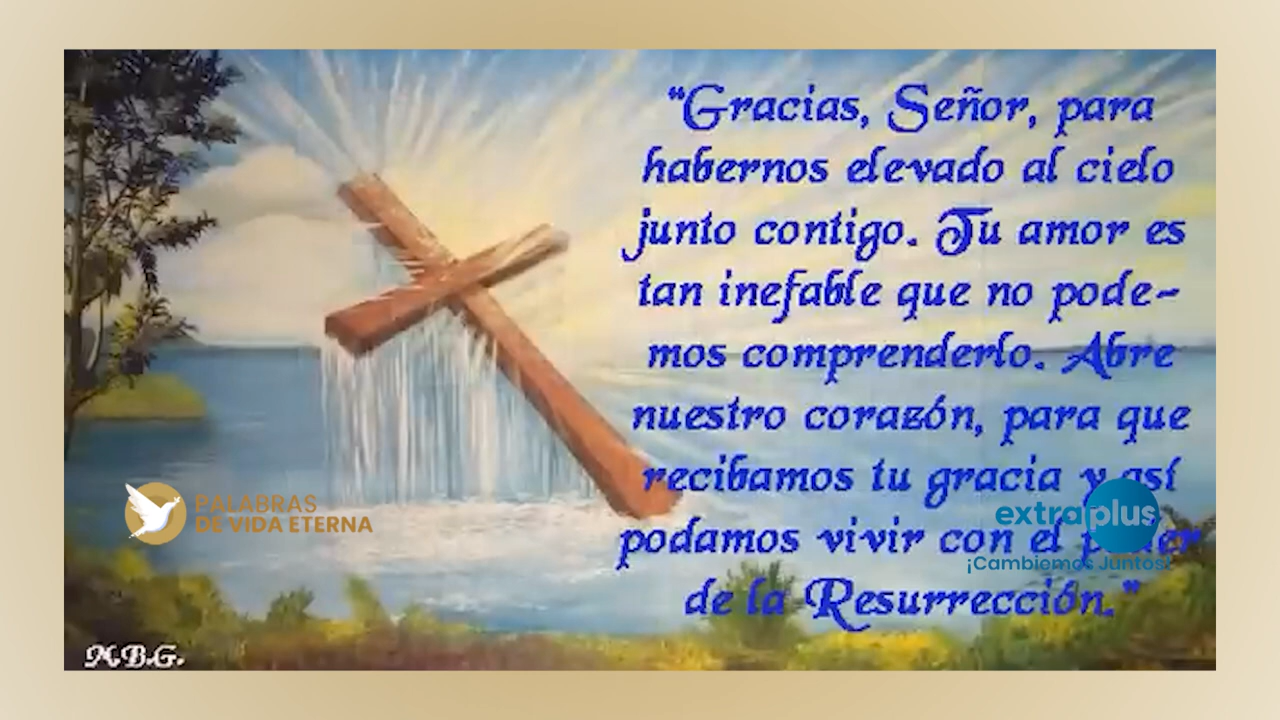 "Gracias, Señor, para
habernos elevado al cielo
junto contigo. Tu amor es
tan inefable que no pode-
mos comprenderlo. Abre
nuestro corazón, para que
recibamos tu gracia y así
podamos vivir con el poder
de la Resurrección."
PALABRAS
DE VIDA ETERNA
extraplus
¡Cambiemos Juntos!
M.B.G.